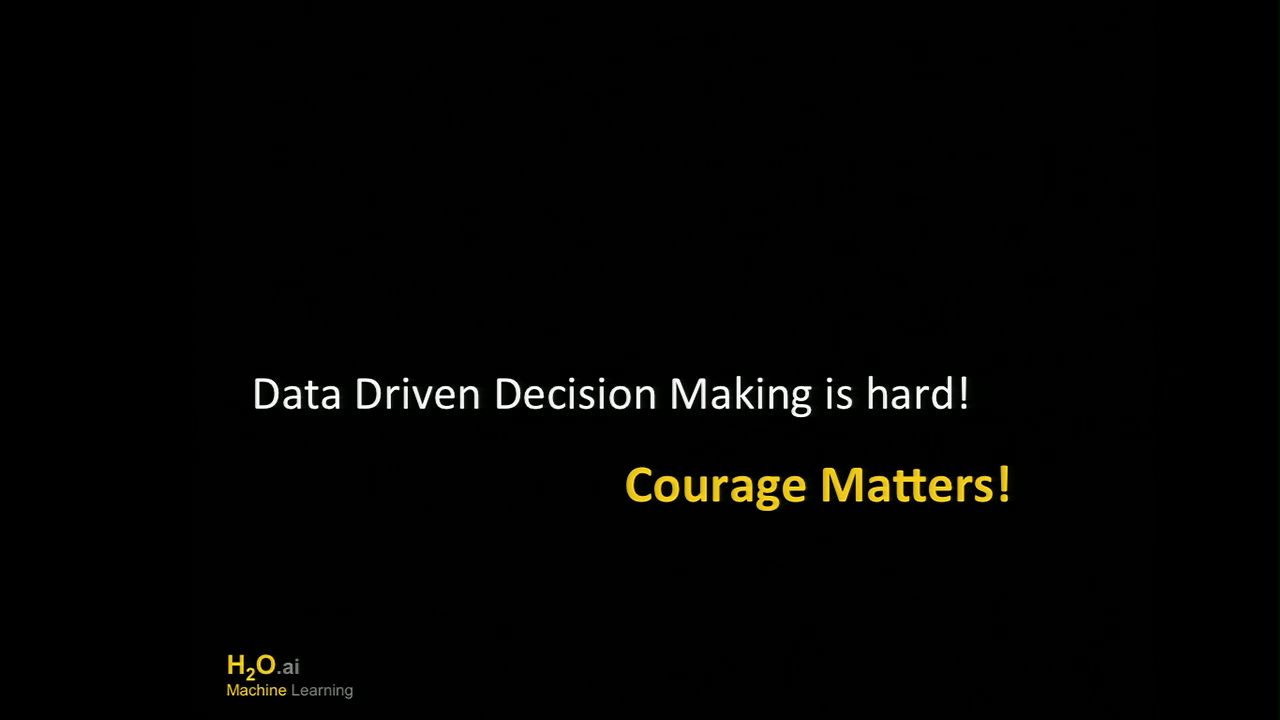 Data Driven Decision Making is hard!
Courage Matters!
H2O.ai
Machine Learning